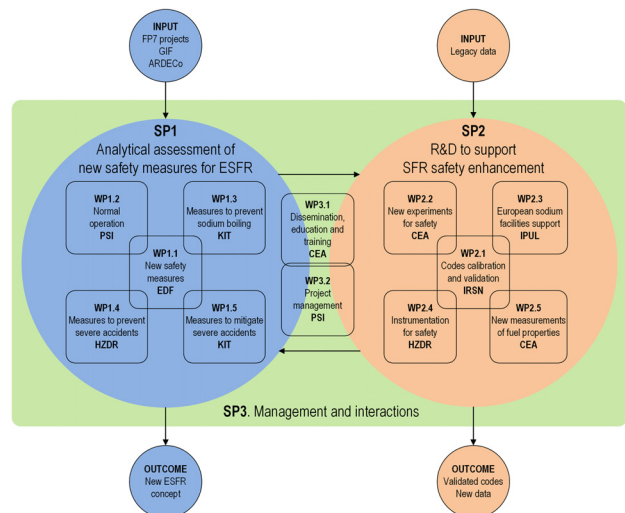 INPUT
FP7 projects
GIF
ARDECo
INPUT
Legacy data
SP1
Analytical assessment of
new safety measures for ESFR
SP2
R&D to support
SFR safety enhancement
WP1.2
Normal
operation
PSI
WP1.3
Measures to prevent
sodium boiling
KIT
WP1.1
New safety
measures
EDF
WP1.4
Measures to prevent
severe accidents
HZDR
WP1.5
Measures to mitigate
severe accidents
KIT
WP3.1
Dissemination,
education and
training
CEA
WP3.2
Project
management
PSI
WP2.2
New experiments
for safety
CEA
WP2.3
European sodium
facilities support
IPUL
WP2.1
Codes calibration
and validation
IRSN
WP2.4
Instrumentation
for safety
HZDR
WP2.5
New measurements
of fuel properties
CEA
SP3. Management and interactions
OUTCOME
New ESFR
concept
OUTCOME
Validated codes
New data